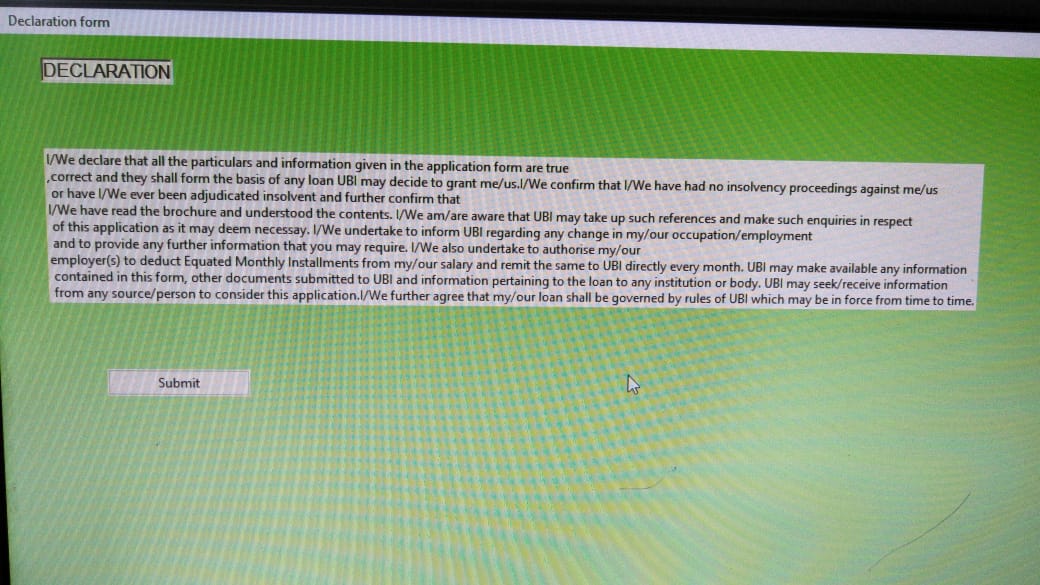 Declaration form
DECLARATION
I/We declare that all the particulars and information given in the application form are true
,correct and they shall form the basis of any loan UBI may decide to grant me/us.I/We confirm that I/We have had no insolvency proceedings against me/us
or have I/We ever been adjudicated insolvent and further confirm that
I/We have read the brochure and understood the contents. I/We am/are aware that UBI may take up such references and make such enquiries in respect
of this application as it may deem necessay. I/We undertake to inform UBI regarding any change in my/our occupation/employment
and to provide any further information that you may require. I/We also undertake to authorise my/our
employer(s) to deduct Equated Monthly Installments from my/our salary and remit the same to UBI directly every month. UBI may make available any information
contained in this form, other documents submitted to UBI and information pertaining to the loan to any institution or body. UBI may seek/receive information
from any source/person to consider this application.I/We further agree that my/our loan shall be governed by rules of UBI which may be in force from time to time.
Submit